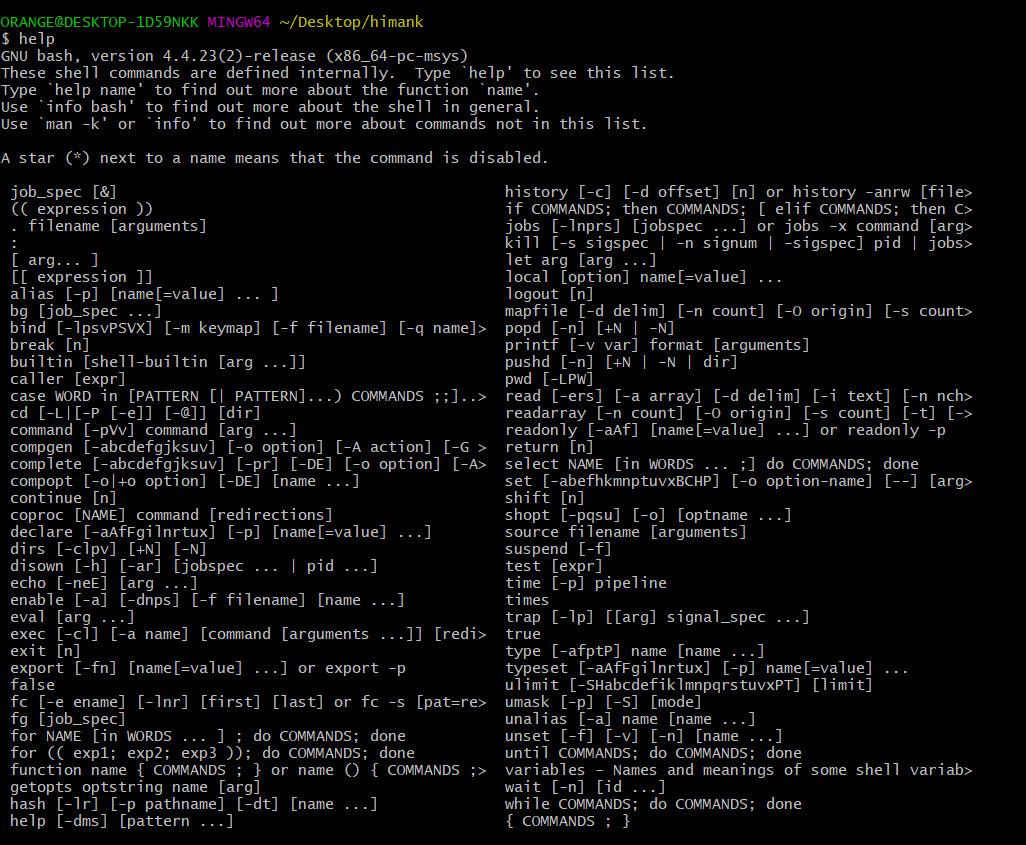 ORANGE@DESKTOP-1D59NKK MINGW64 ~/Desktop/himank
$ help
GNU bash, version 4.4.23(2)-release (x86_64-pc-msys)
These shell commands are defined internally.  Type `help' to see this list.
Type `help name' to find out more about the function `name'.
Use `info bash' to find out more about the shell in general.
Use `man -k' or `info' to find out more about commands not in this list.

A star (*) next to a name means that the command is disabled.

 job_spec [&]                                         history [-c] [-d offset] [n] or history -anrw [file>
 (( expression ))                                     if COMMANDS; then COMMANDS; [ elif COMMANDS; then C>
 . filename [arguments]                               jobs [-lnprs] [jobspec ...] or jobs -x command [arg>
 :                                                    kill [-s sigspec | -n signum | -sigspec] pid | jobs>
 [ arg... ]                                           let arg [arg ...]
 [[ expression ]]                                     local [option] name[=value] ...
 alias [-p] [name[=value] ... ]                       logout [n]
 bg [job_spec ...]                                    mapfile [-d delim] [-n count] [-O origin] [-s count>
 bind [-lpsvPSVX] [-m keymap] [-f filename] [-q name]>  popd [-n] [+N | -N]
 break [n]                                            printf [-v var] format [arguments]
 builtin [shell-builtin [arg ...]]                    pushd [-n] [+N | -N | dir]
 caller [expr]                                        pwd [-LPW]
 case WORD in [PATTERN [| PATTERN]...) COMMANDS ;;]..>  read [-ers] [-a array] [-d delim] [-i text] [-n nch>
 cd [-L|[-P [-e]] [-@]] [dir]                         readarray [-n count] [-O origin] [-s count] [-t] [->
 command [-pVv] command [arg ...]                     readonly [-aAf] [name[=value] ...] or readonly -p
 compgen [-abcdefgjksuv] [-o option] [-A action] [-G >  return [n]
 complete [-abcdefgjksuv] [-pr] [-DE] [-o option] [-A>  select NAME [in WORDS ... ;] do COMMANDS; done
 compopt [-o|+o option] [-DE] [name ...]              set [-abefhkmnptuvxBCHP] [-o option-name] [--] [arg>
 continue [n]                                         shift [n]
 coproc [NAME] command [redirections]                 shopt [-pqsu] [-o] [optname ...]
 declare [-aAfFgilnrtux] [-p] [name[=value] ...]      source filename [arguments]
 dirs [-clpv] [+N] [-N]                               suspend [-f]
 disown [-h] [-ar] [jobspec ... | pid ...]            test [expr]
 echo [-neE] [arg ...]                                time [-p] pipeline
 enable [-a] [-dnps] [-f filename] [name ...]         times
 eval [arg ...]                                       trap [-lp] [[arg] signal_spec ...]
 exec [-cl] [-a name] [command [arguments ...]] [redi>  true
 exit [n]                                             type [-afptP] name [name ...]
 export [-fn] [name[=value] ...] or export -p         typeset [-aAfFgilnrtux] [-p] name[=value] ...
 false                                                ulimit [-SHabcdefiklmnpqrstuvxPT] [limit]
 fc [-e ename] [-lnr] [first] [last] or fc -s [pat=re>  umask [-p] [-S] [mode]
 fg [job_spec]                                        unalias [-a] name [name ...]
 for NAME [in WORDS ... ] ; do COMMANDS; done         unset [-f] [-v] [-n] [name ...]
 for (( exp1; exp2; exp3 )); do COMMANDS; done        until COMMANDS; do COMMANDS; done
 function name { COMMANDS ; } or name () { COMMANDS ;>  variables - Names and meanings of some shell variab>
 getopts optstring name [arg]                         wait [-n] [id ...]
 hash [-lr] [-p pathname] [-dt] [name ...]            while COMMANDS; do COMMANDS; done
 help [-dms] [pattern ...]                            { COMMANDS ; }